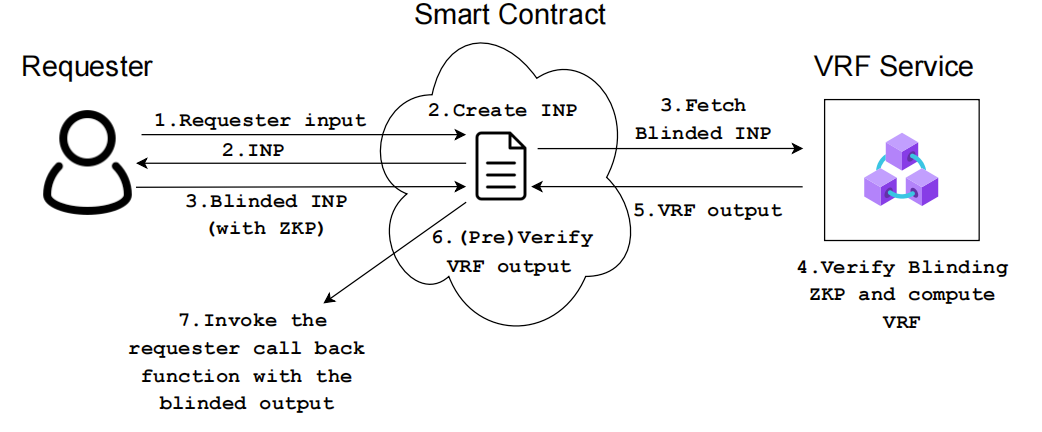 Smart Contract
Requester
VRF Service
1.Requester input
2.INP
3.Blinded INP
(with ZKP)
2.Create INP
3.Fetch
Blinded INP
5.VRF output
6.(Pre)Verify
VRF output
4.Verify Blinding
ZKP and compute
VRF
7.Invoke the
requester call back
function with the
blinded output